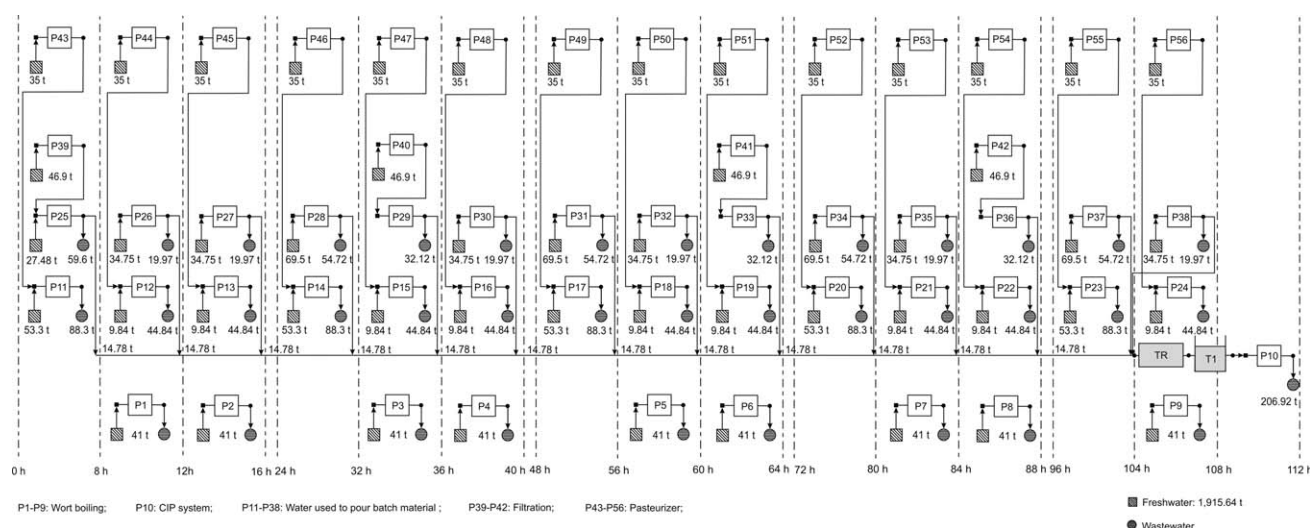 P43 P44 P45 P46 P47 P48 P49 P50 P51 P52 P53 P54 P55 P56
35 t 35 t 35 t 35 t 35 t 35 t 35 t 35 t 35 t 35 t 35 t 35 t 35 t 35 t
P39 P40 P41 P42
46.9 t 46.9 t 46.9 t 46.9 t
P25 P26 P27 P28 P29 P30 P31 P32 P33 P34 P35 P36 P37 P38
27.48 t 59.6 t 34.75 t 19.97 t 34.75 t 19.97 t 69.5 t 54.72 t 32.12 t 34.75 t 19.97 t 69.5 t 54.72 t 34.75 t 19.97 t 32.12 t 69.5 t 54.72 t 34.75 t 19.97 t 32.12 t 69.5 t 54.72 t 34.75 t 19.97 t
P11 P12 P13 P14 P15 P16 P17 P18 P19 P20 P21 P22 P23 P24
53.3 t 88.3 t 9.84 t 44.84 t 9.84 t 44.84 t 53.3 t 88.3 t 9.84 t 44.84 t 9.84 t 44.84 t 53.3 t 88.3 t 9.84 t 44.84 t 9.84 t 44.84 t 53.3 t 88.3 t 9.84 t 44.84 t 9.84 t 44.84 t 53.3 t 88.3 t 9.84 t 44.84 t
14.78 t 14.78 t 14.78 t 14.78 t 14.78 t 14.78 t 14.78 t 14.78 t 14.78 t 14.78 t 14.78 t 14.78 t
TR T1 P10
206.92 t
P1 P2 P3 P4 P5 P6 P7 P8 P9
41 t 41 t 41 t 41 t 41 t 41 t 41 t 41 t 41 t
0 h 8 h 12 h 16 h 24 h 32 h 36 h 40 h 48 h 56 h 60 h 64 h 72 h 80 h 84 h 88 h 96 h 104 h 108 h 112 h
P1-P9: Wort boiling; P10: CIP system; P11-P38: Water used to pour batch material ; P39-P42: Filtration; P43-P56: Pasteurizer;
Freshwater: 1,915.64 t
Wastewater